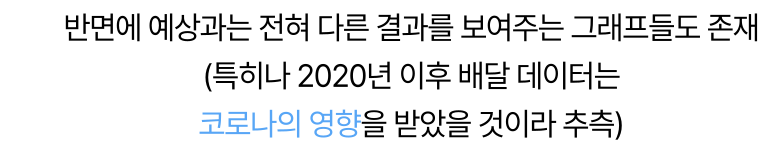 반면에 예상과는 전혀 다른 결과를 보여주는 그래프들도 존재
(특히나 2020년 이후 배달 데이터는
코로나의 영향을 받았을 것이라 추측)